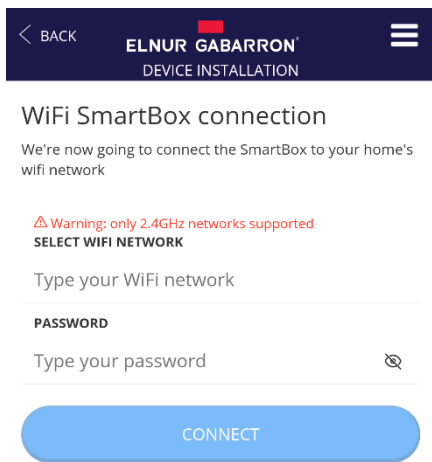 BACK
ELNUR GABARRON
DEVICE INSTALLATION
WiFi SmartBox connection
We're now going to connect the SmartBox to your home's
wifi network
Warning: only 2.4GHz networks supported
SELECT WIFI NETWORK
Type your WiFi network
PASSWORD
Type your password
CONNECT